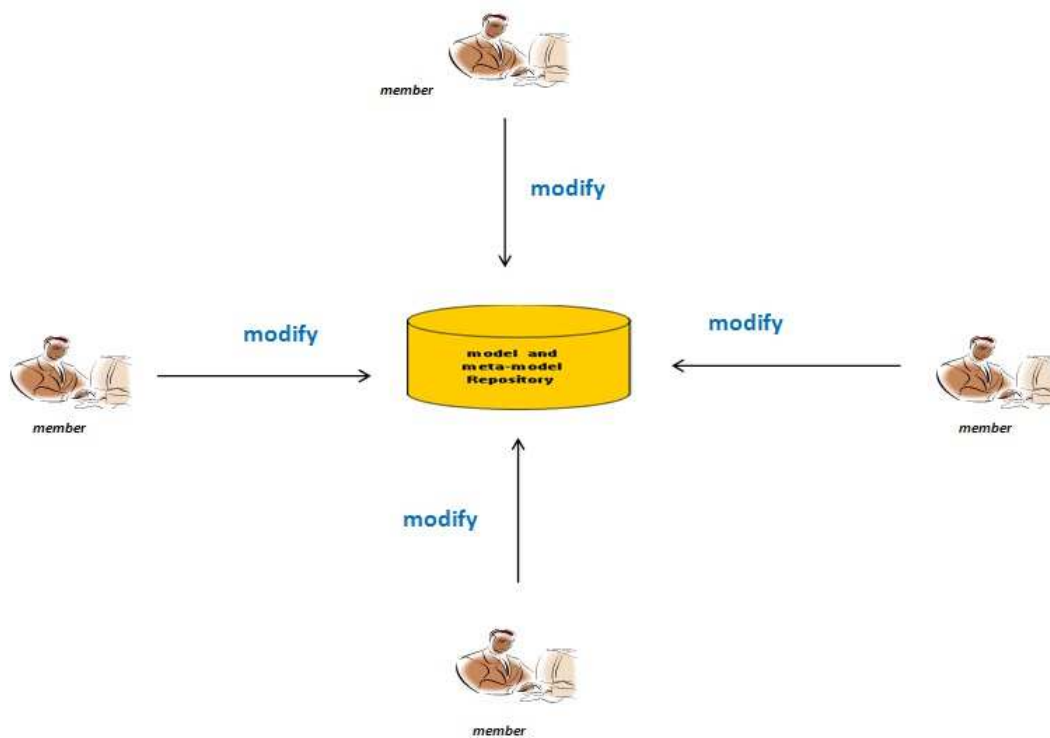 member
modify
modify
modify
model and
meta-model
Repository
member
member
modify
member